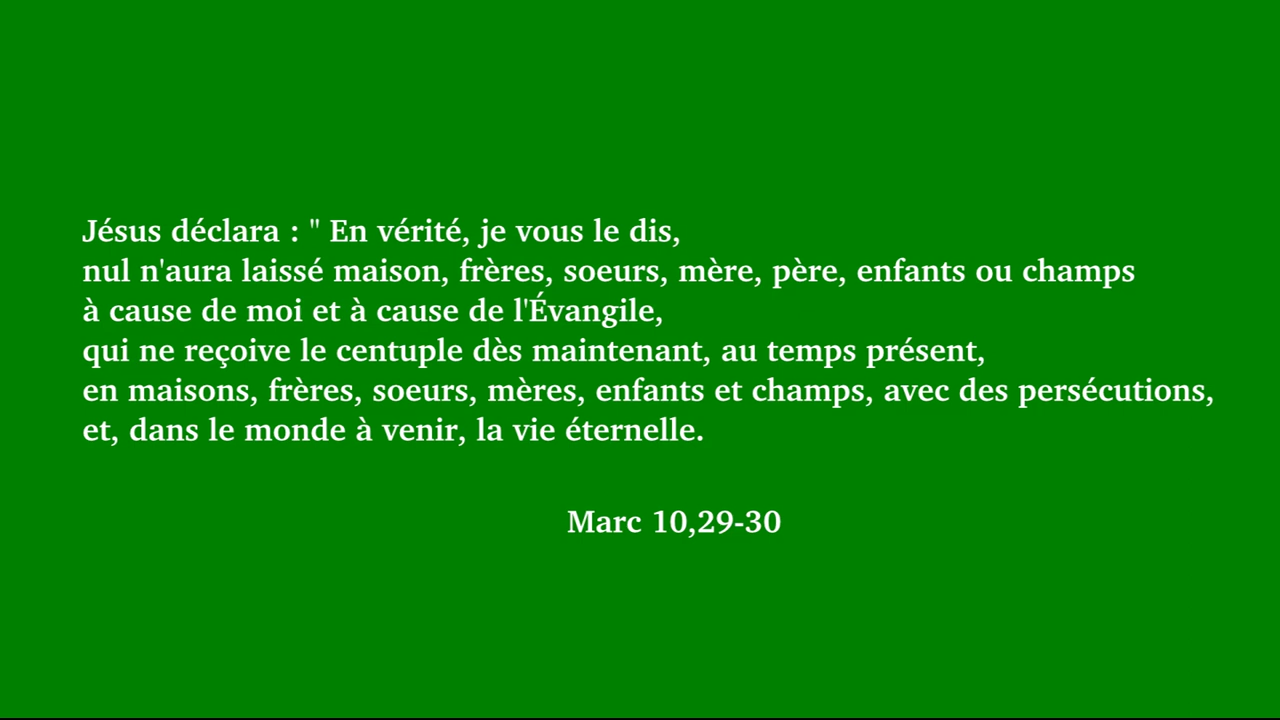 Jésus déclara : " En vérité, je vous le dis,
nul n'aura laissé maison, frères, soeurs, mère, père, enfants ou champs
à cause de moi et à cause de l'Évangile,
qui ne reçoive le centuple dès maintenant, au temps présent,
en maisons, frères, soeurs, mères, enfants et champs, avec des persécutions,
et, dans le monde à venir, la vie éternelle.
Marc 10,29-30